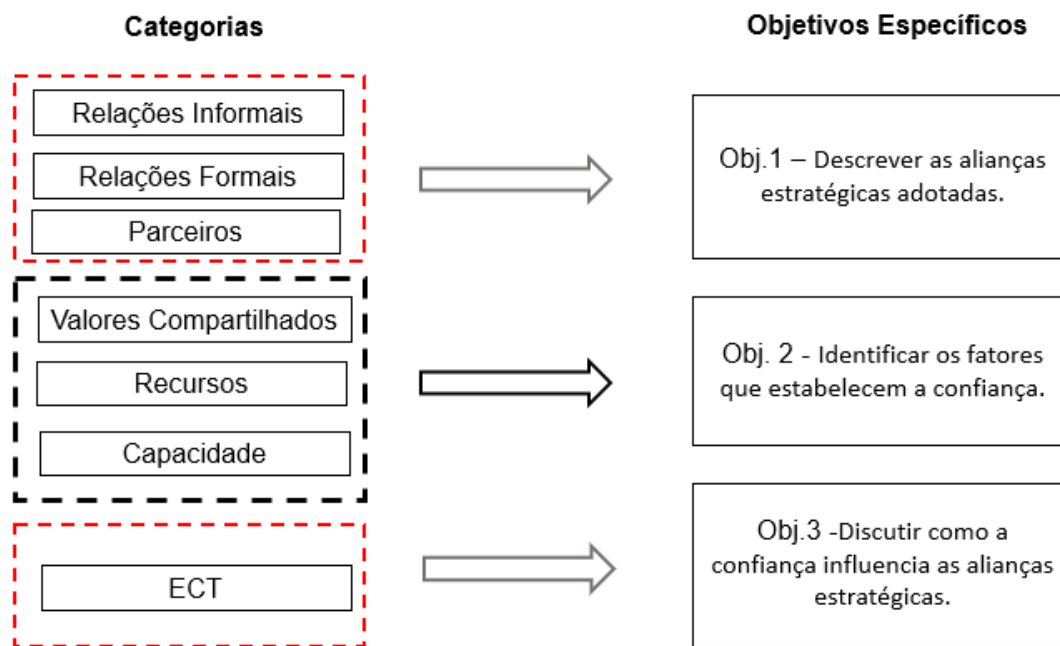 Categorias
Objetivos Específicos
Relações Informais
Relações Formais
Parceiros
Obj.1 – Descrever as alianças
estratégicas adotadas.
Valores Compartilhados
Recursos
Capacidade
Obj. 2 - Identificar os fatores
que estabelecem a confiança.
ECT
Obj.3 -Discutir como a
confiança influencia as alianças
estratégicas.